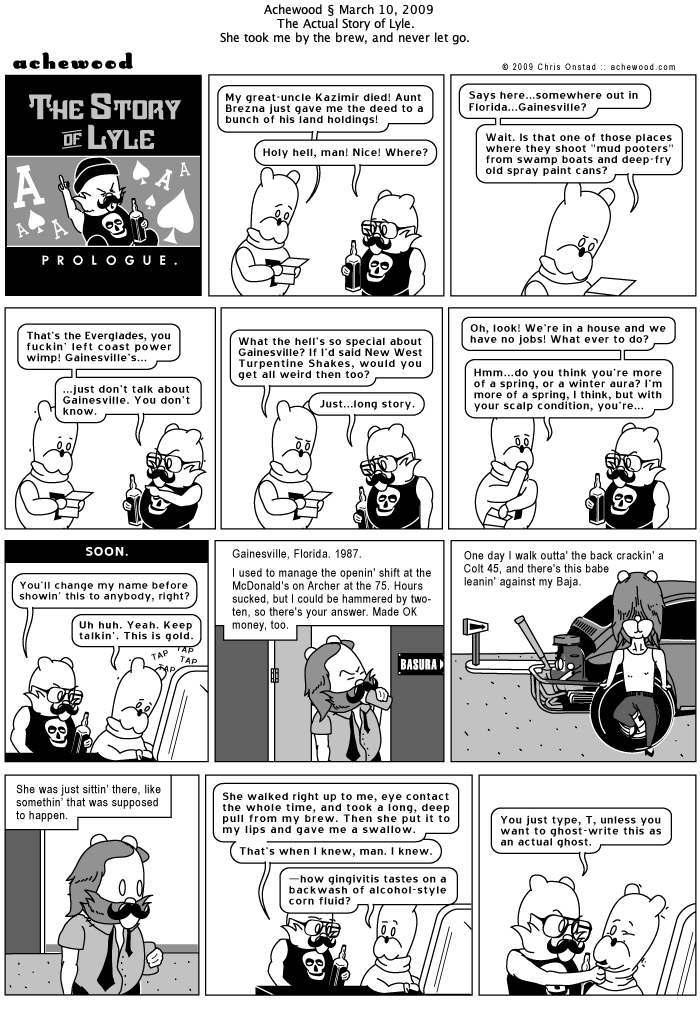 Achewood § March 10, 2009
The Actual Story of Lyle.
She took me by the brew, and never let go.
achewood
© 2009 Chris Onstad :: achewood.com
THE STORY
OF LYLE
A
A
A
A
A
PROLOGUE.
My great-uncle Kazimir died! Aunt
Brezna just gave me the deed to a
bunch of his land holdings!
Holy hell, man! Nice! Where?
Says here...somewhere out in
Florida...Gainesville?
Wait. Is that one of those places
where they shoot "mud pooters"
from swamp boats and deep-fry
old spray paint cans?
That's the Everglades, you
fuckin' left coast power
wimp! Gainesville's...
...just don't talk about
Gainesville. You don't
know.
What the hell's so special about
Gainesville? If I'd said New West
Turpentine Shakes, would you
get all weird then too?
Just...long story.
Oh, look! We're in a house and we
have no jobs! What ever to do?
Hmm...do you think you're more
of a spring, or a winter aura? I'm
more of a spring, I think, but with
your scalp condition, you're...
SOON.
You'll change my name before
showin' this to anybody, right?
Uh huh. Yeah. Keep
talkin'. This is gold.
TAP
TAP
TAP
TAP
Gainesville, Florida. 1987.
I used to manage the openin' shift at the
McDonald's on Archer at the 75. Hours
sucked, but I could be hammered by two-
ten, so there's your answer. Made OK
money, too.
BASURA
One day I walk outta' the back crackin' a
Colt 45, and there's this babe
leanin' against my Baja.
She was just sittin' there, like
somethin' that was supposed
to happen.
She walked right up to me, eye contact
the whole time, and took a long, deep
pull from my brew. Then she put it to
my lips and gave me a swallow.
That's when I knew, man. I knew.
—how gingivitis tastes on a
backwash of alcohol-style
corn fluid?
You just type, T, unless you
want to ghost-write this as
an actual ghost.